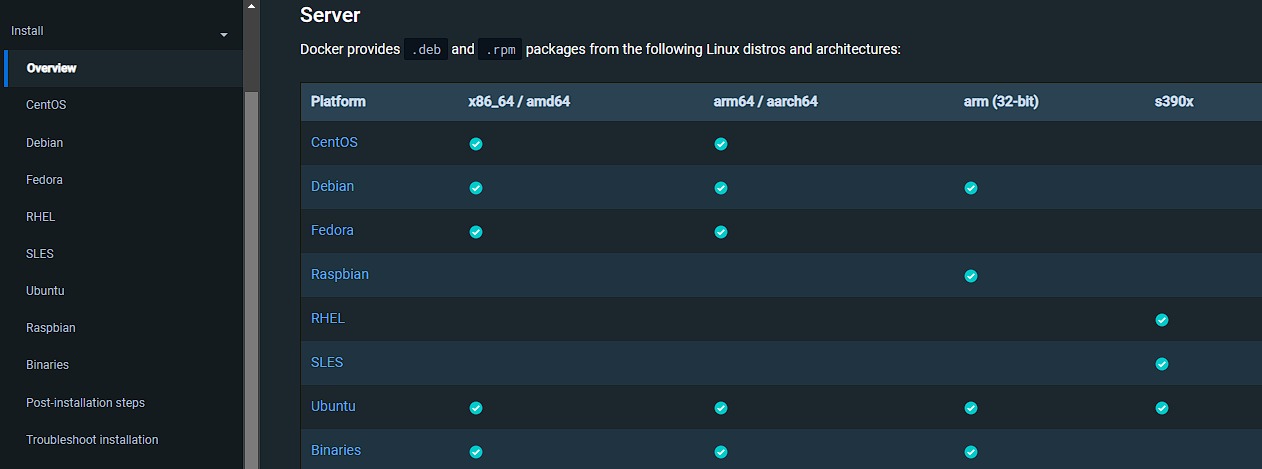 Install
Overview
CentOS
Debian
Fedora
RHEL
SLES
Ubuntu
Raspbian
Binaries
Post-installation steps
Troubleshoot installation
Server
Docker provides .deb and .rpm packages from the following Linux distros and architectures:
Platform x86_64 / amd64 arm64 / aarch64 arm (32-bit) s390x
CentOS
Debian
Fedora
Raspbian
RHEL
SLES
Ubuntu
Binaries